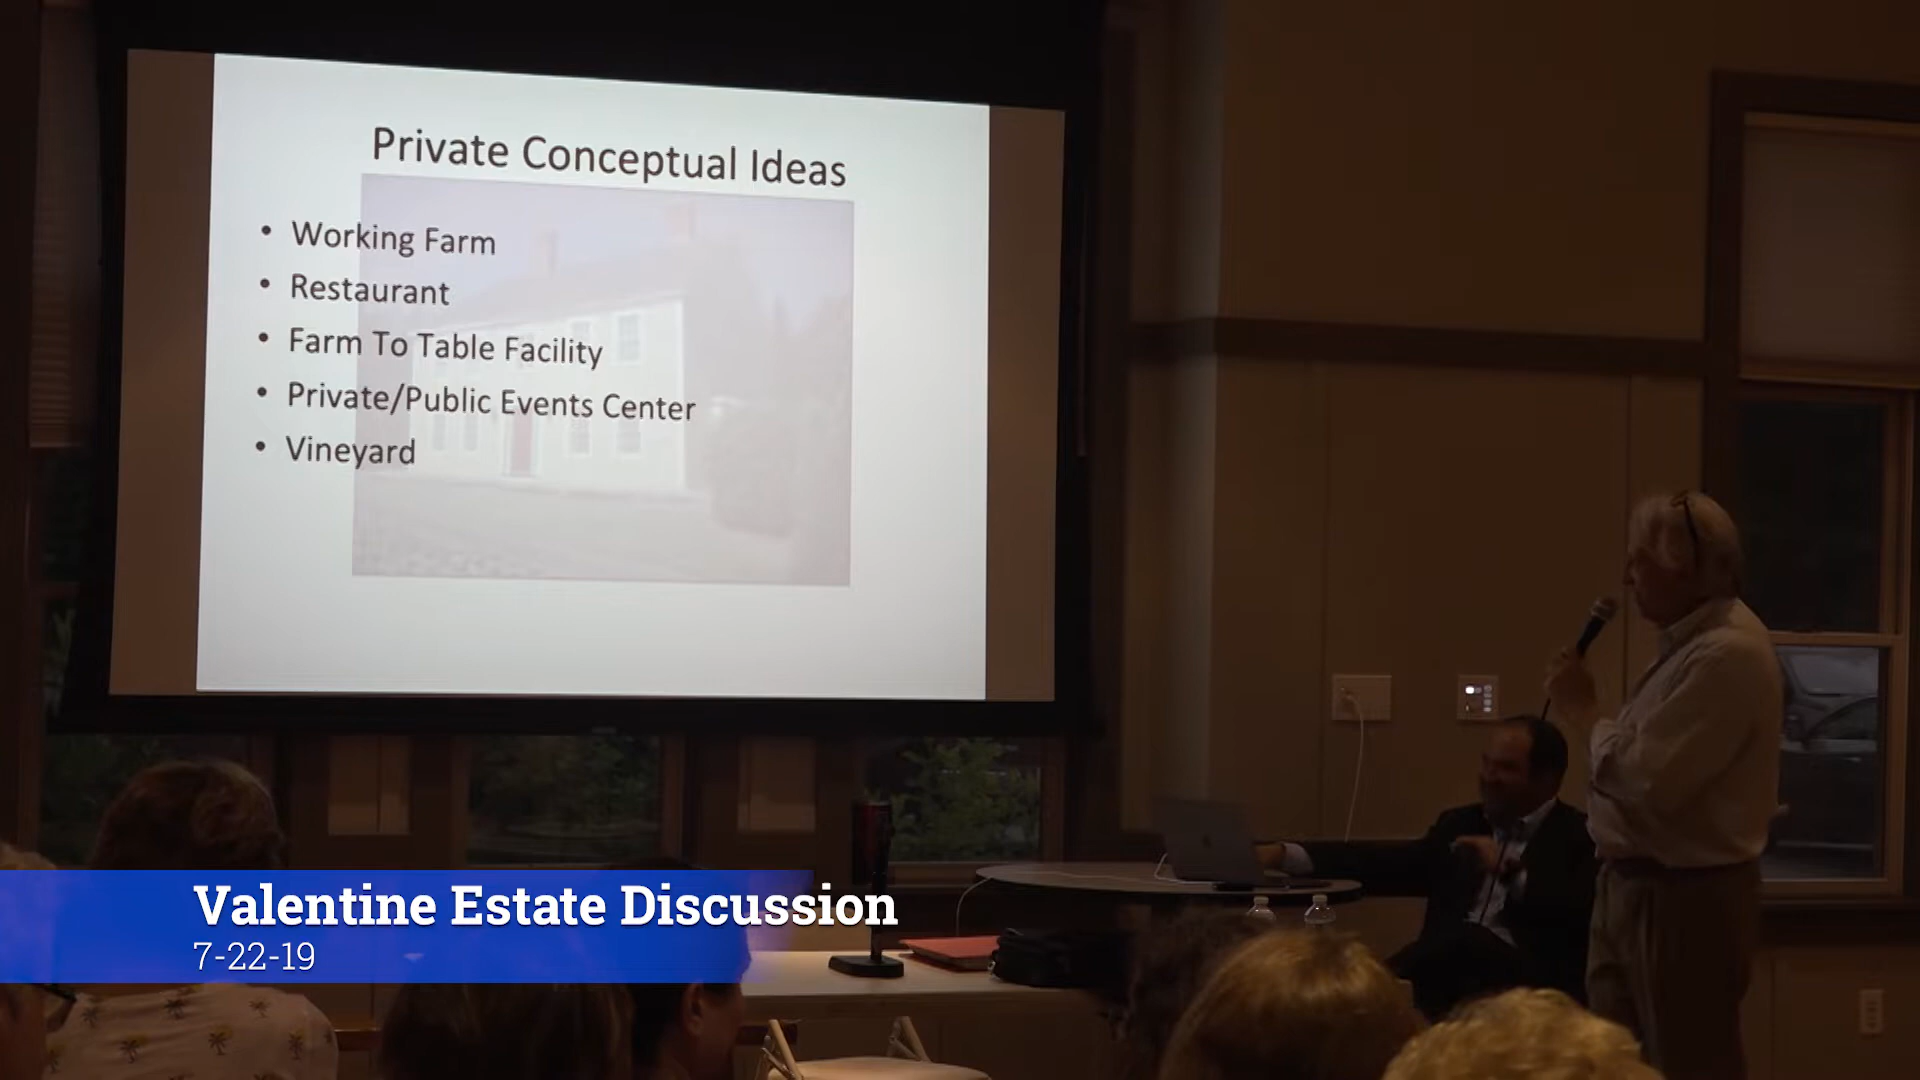 Private Conceptual Ideas
• Working Farm
• Restaurant
• Farm To Table Facility
• Private/Public Events Center
• Vineyard
Valentine Estate Discussion
7-22-19